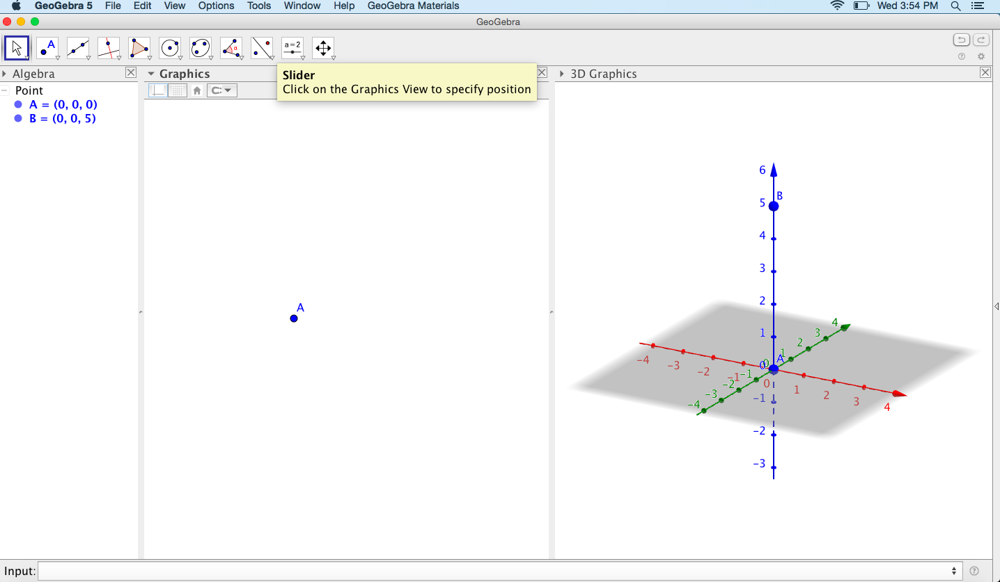 GeoGebra 5 File Edit View Options Tools Window Help GeoGebra Materials Wed 3:54 PM
GeoGebra
A
a=2
α
Algebra
Graphics
3D Graphics
Slider
Click on the Graphics View to specify position
Point
A = (0, 0, 0)
B = (0, 0, 5)
A
6
B
5
4
3
2
1
0
A
−1
−2
−3
−4
−3
−2
−1
0
1
2
3
4
−4
−3
−2
−1
0
1
2
3
4
Input: